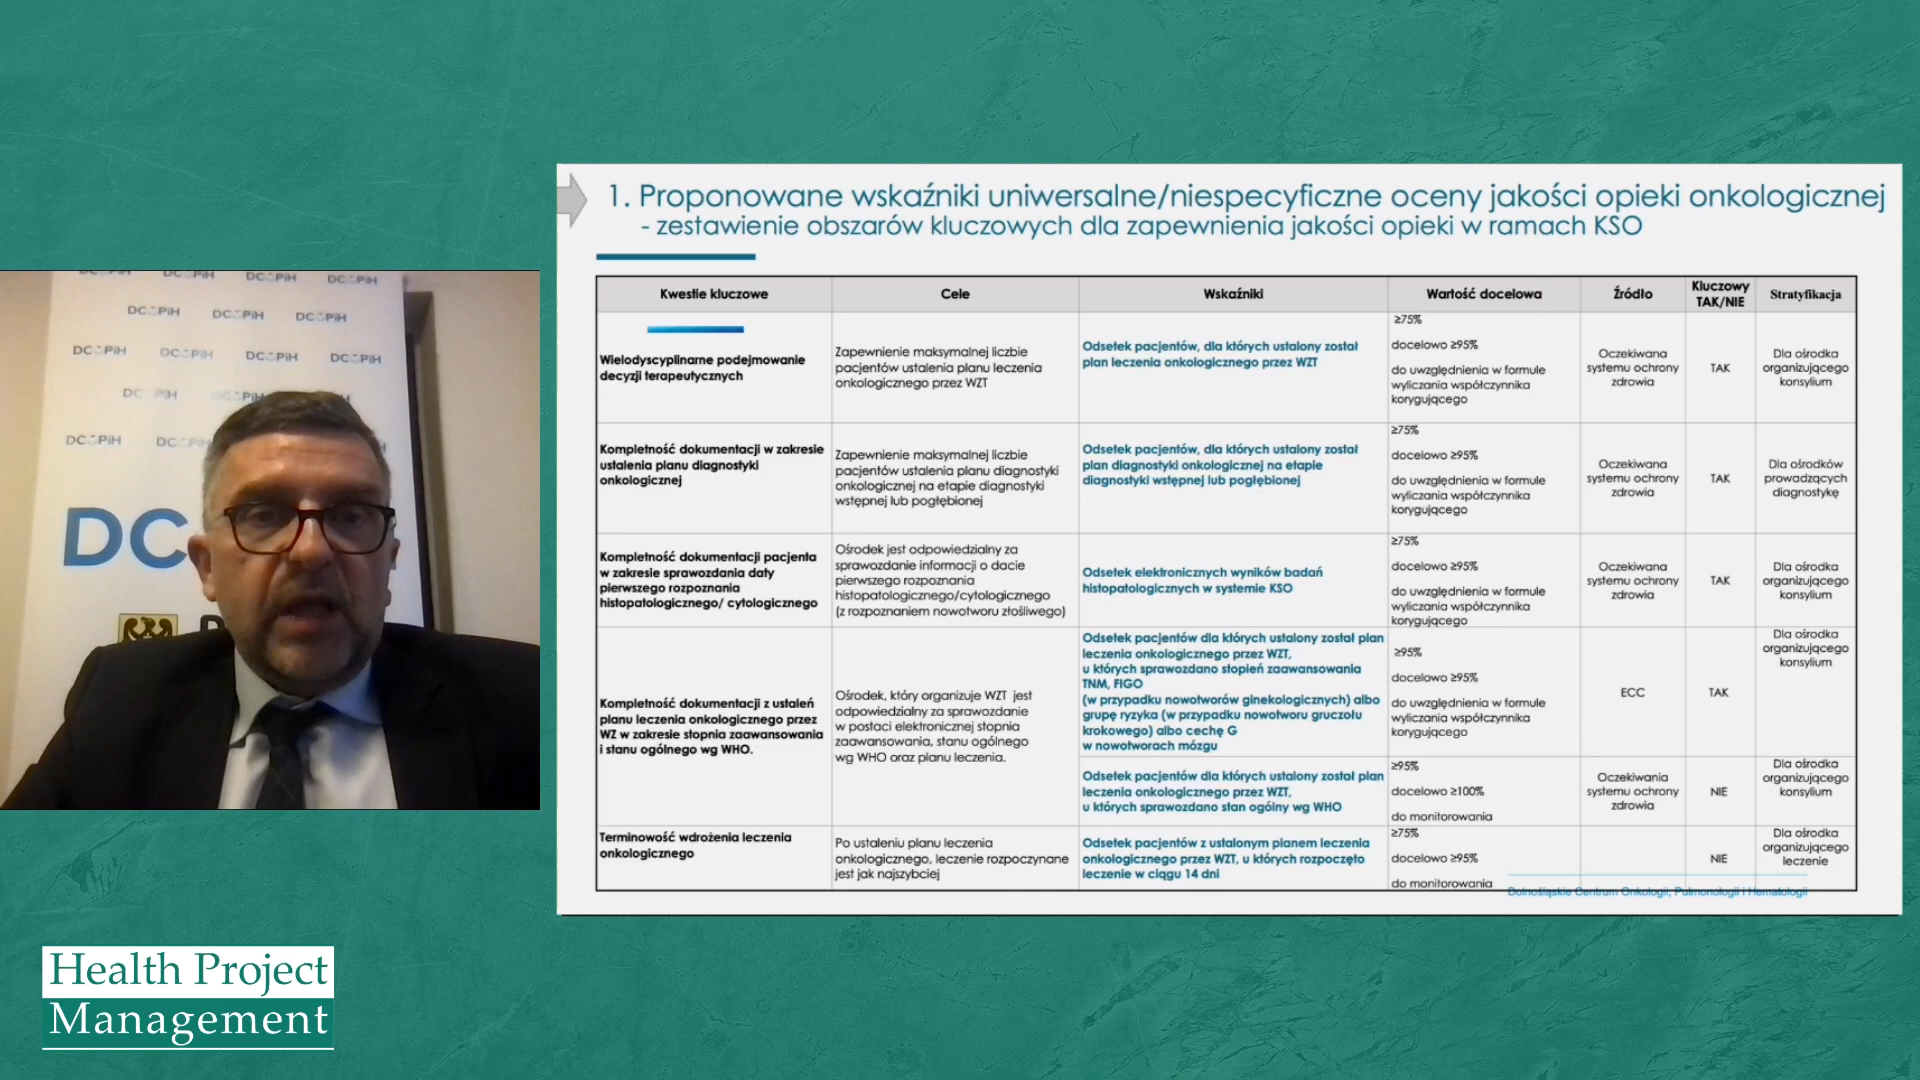 1. Proponowane wskaźniki uniwersalne/niespecyficzne oceny jakości opieki onkologicznej
- zestawienie obszarów kluczowych dla zapewnienia jakości opieki w ramach KSO
Kwestie kluczowe
Cele
Wskaźniki
Wartość docelowa
Źródło
Kluczowy
TAK/NIE
Stratyfikacja
Wielodyscyplinarne podejmowanie
decyzji terapeutycznych
Zapewnienie maksymalnej liczbie
pacjentów ustalenia planu leczenia
onkologicznego przez WZT
Odsetek pacjentów, dla których ustalony został
plan leczenia onkologicznego przez WZT
≥75%
docelowo ≥95%
do uwzględnienia w formule
wyliczania współczynnika
korygującego
Oczekiwana
systemu ochrony
zdrowia
TAK
Dla ośrodka
organizującego
konsylium
Kompletność dokumentacji w zakresie
ustalenia planu diagnostyki
onkologicznej
Zapewnienie maksymalnej liczbie
pacjentów ustalenia planu diagnostyki
onkologicznej na etapie diagnostyki
wstępnej lub pogłębionej
Odsetek pacjentów, dla których ustalony został
plan diagnostyki onkologicznej na etapie
diagnostyki wstępnej lub pogłębionej
≥75%
docelowo ≥95%
do uwzględnienia w formule
wyliczania współczynnika
korygującego
Oczekiwana
systemu ochrony
zdrowia
TAK
Dla ośrodków
prowadzących
diagnostykę
Kompletność dokumentacji pacjenta
w zakresie sprawozdania daty
pierwszego rozpoznania
histopatologicznego/ cytologicznego
Ośrodek jest odpowiedzialny za
sprawozdanie informacji o dacie
pierwszego rozpoznania
histopatologicznego/cytologicznego
(z rozpoznaniem nowotworu złośliwego)
Odsetek elektronicznych wyników badań
histopatologicznych w systemie KSO
≥75%
docelowo ≥95%
do uwzględnienia w formule
wyliczania współczynnika
korygującego
Oczekiwana
systemu ochrony
zdrowia
TAK
Dla ośrodka
organizującego
konsylium
Kompletność dokumentacji z ustaleń
planu leczenia onkologicznego przez
WZ w zakresie stopnia zaawansowania
i stanu ogólnego wg WHO.
Ośrodek, który organizuje WZT jest
odpowiedzialny za sprawozdanie
w postaci elektronicznej stopnia
zaawansowania, stanu ogólnego
wg WHO oraz planu leczenia.
Odsetek pacjentów dla których ustalony został plan
leczenia onkologicznego przez WZT,
u których sprawozdano stopień zaawansowania
TNM, FIGO
(w przypadku nowotworów ginekologicznych) albo
grupę ryzyka (w przypadku nowotworu gruczołu
krokowego) albo cechę G
w nowotworach mózgu
≥95%
docelowo ≥95%
do uwzględnienia w formule
wyliczania współczynnika
korygującego
ECC
TAK
Dla ośrodka
organizującego
konsylium
Odsetek pacjentów dla których ustalony został plan
leczenia onkologicznego przez WZT,
u których sprawozdano stan ogólny wg WHO
≥95%
docelowo ≥100%
do monitorowania
Oczekiwania
systemu ochrony
zdrowia
NIE
Dla ośrodka
organizującego
konsylium
Terminowość wdrożenia leczenia
onkologicznego
Po ustaleniu planu leczenia
onkologicznego, leczenie rozpoczynane
jest jak najszybciej
Odsetek pacjentów z ustalonym planem leczenia
onkologicznego przez WZT, u których rozpoczęto
leczenie w ciągu 14 dni
≥75%
docelowo ≥95%
do monitorowania
NIE
Dla ośrodka
organizującego
leczenie
Dolnośląskie Centrum Onkologii, Pulmonologii i Hematologii
Health Project
Management